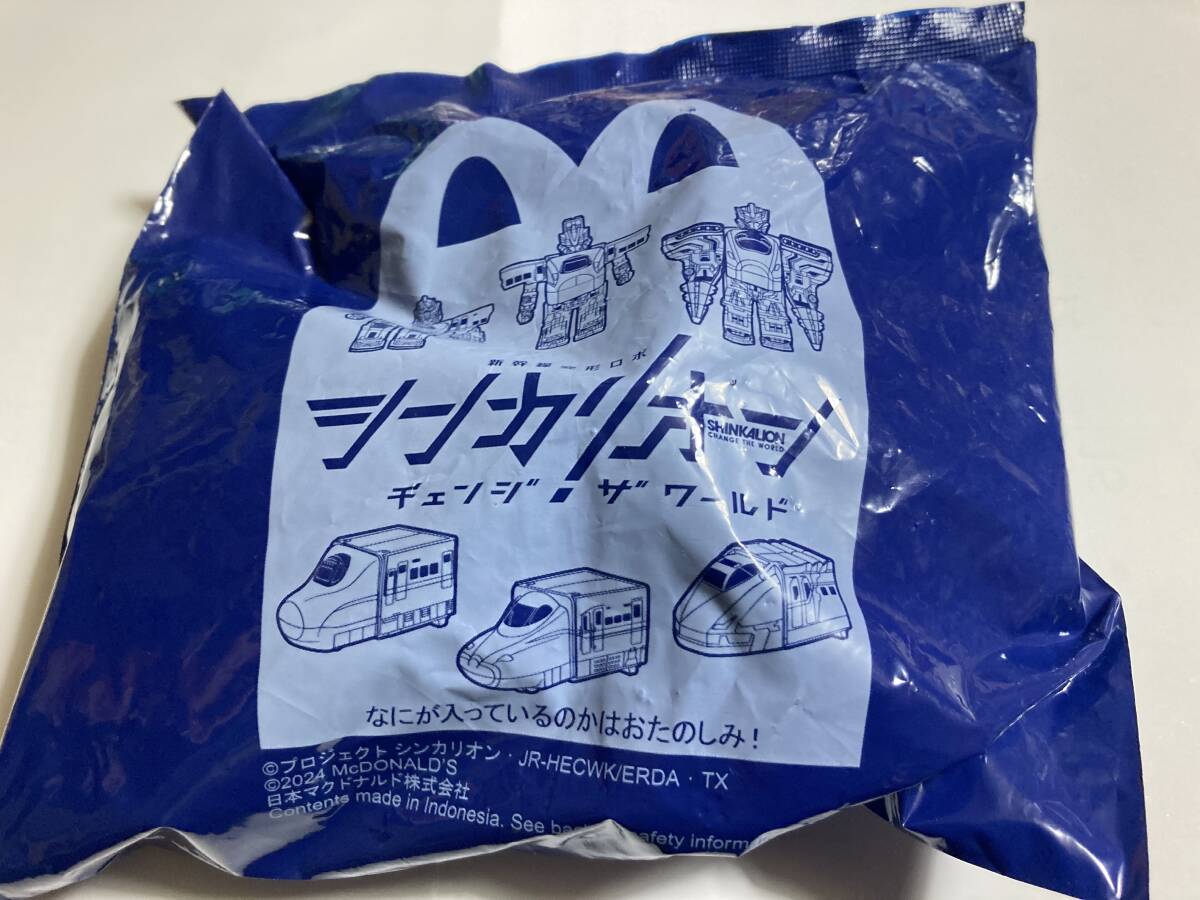 新幹線変形ロボ
シンカリオン
SHINKALION
CHANGE THE WORLD
チェンジ・ザ・ワールド
なにが入っているのかはおたのしみ!
©プロジェクト シンカリオン・JR-HECWK/ERDA・TX
©2024 McDONALD'S
日本マクドナルド株式会社
Contents made in Indonesia. See safety